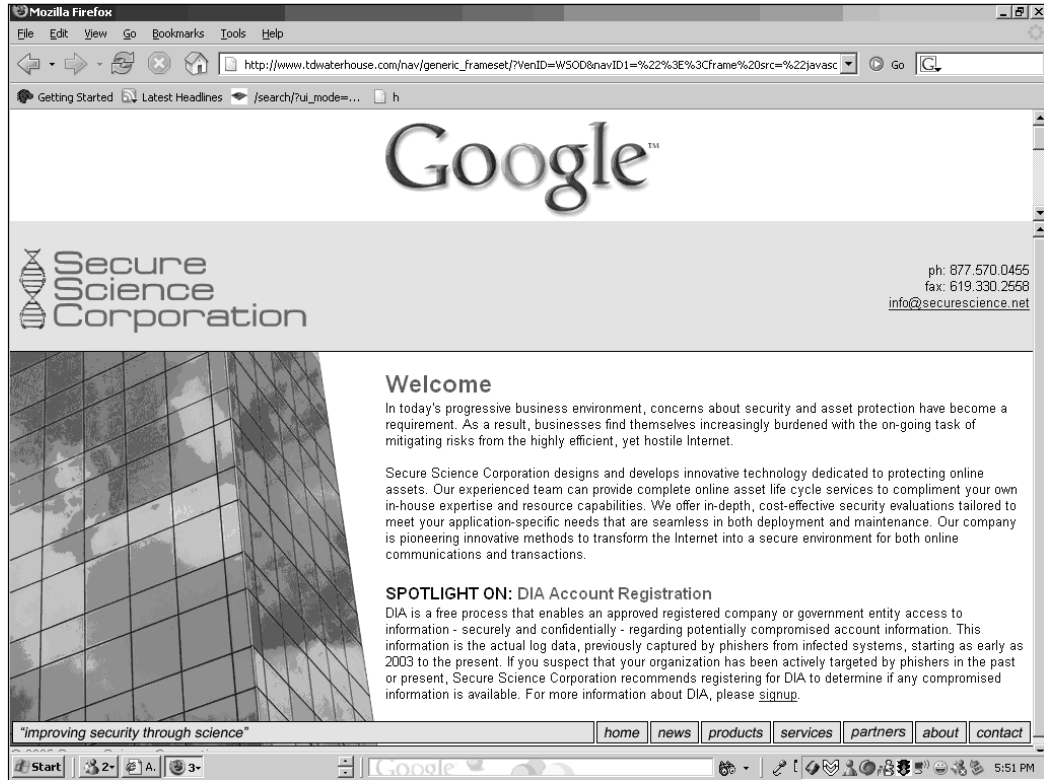 Mozilla Firefox
File Edit View Go Bookmarks Tools Help
http://www.tdwaterhouse.com/nav/generic_frameset/?VenID=WSOD&navID1=%22%3E%3Cframe%20src=%22javasc
Go
G
Getting Started Latest Headlines /search/?ui_mode=... h
Google™
Secure
Science
Corporation
ph: 877.570.0455
fax: 619.330.2558
info@securescience.net
Welcome
In today's progressive business environment, concerns about security and asset protection have become a
requirement. As a result, businesses find themselves increasingly burdened with the on-going task of
mitigating risks from the highly efficient, yet hostile Internet.
Secure Science Corporation designs and develops innovative technology dedicated to protecting online
assets. Our experienced team can provide complete online asset life cycle services to compliment your own
in-house expertise and resource capabilities. We offer in-depth, cost-effective security evaluations tailored to
meet your application-specific needs that are seamless in both deployment and maintenance. Our company
is pioneering innovative methods to transform the Internet into a secure environment for both online
communications and transactions.
SPOTLIGHT ON: DIA Account Registration
DIA is a free process that enables an approved registered company or government entity access to
information - securely and confidentially - regarding potentially compromised account information. This
information is the actual log data, previously captured by phishers from infected systems, starting as early as
2003 to the present. If you suspect that your organization has been actively targeted by phishers in the past
or present, Secure Science Corporation recommends registering for DIA to determine if any compromised
information is available. For more information about DIA, please signup.
"improving security through science"
home news products services partners about contact
Start 2 A. 3
Google
5:51 PM